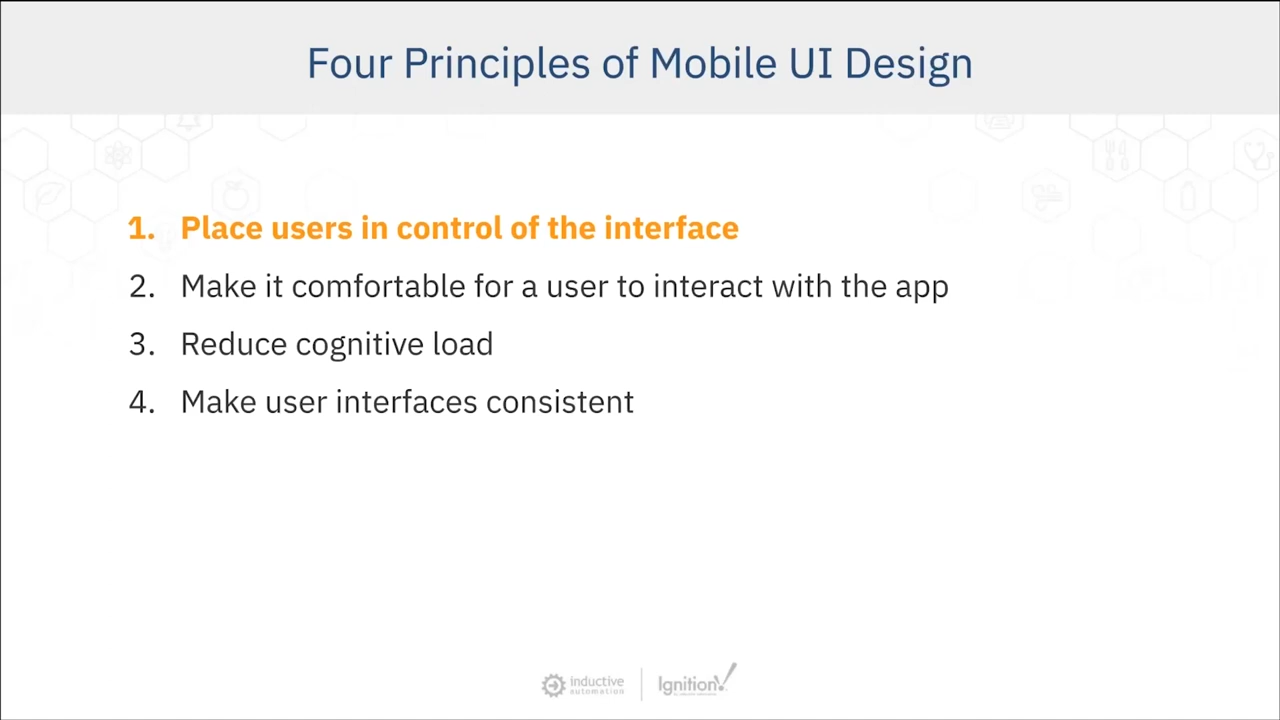 Four Principles of Mobile UI Design
1. Place users in control of the interface
2. Make it comfortable for a user to interact with the app
3. Reduce cognitive load
4. Make user interfaces consistent
inductive
automation
Ignition!